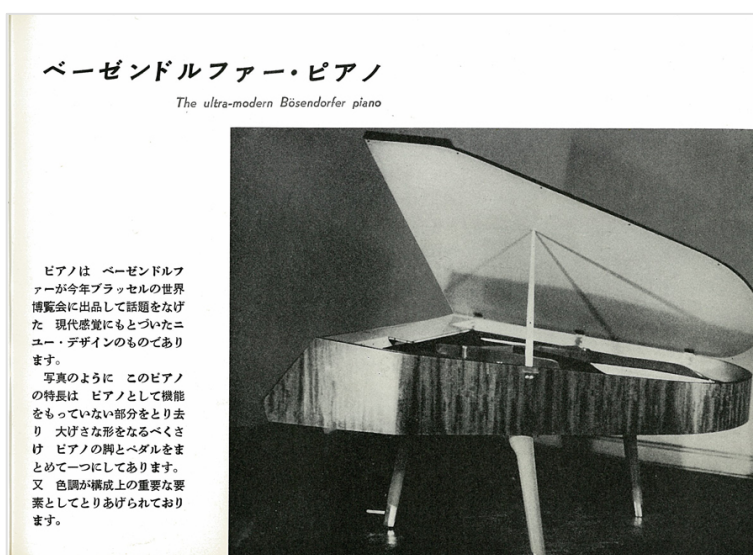 ベーゼンドルファー・ピアノ
The ultra-modern Bösendorfer piano
ピアノは　ベーゼンドルフ
ァーが今年ブラッセルの世界
博覧会に出品して話題をなげ
た　現代感覚にもとづいたニ
ュー・デザインのものであり
ます。
写真のように　このピアノ
の特長は　ピアノとして機能
をもっていない部分をとり去
り　大げさな形をなるべくさ
け　ピアノの脚とペダルをま
とめて一つにしてあります。
又　色調が構成上の重要な要
素としてとりあげられており
ます。